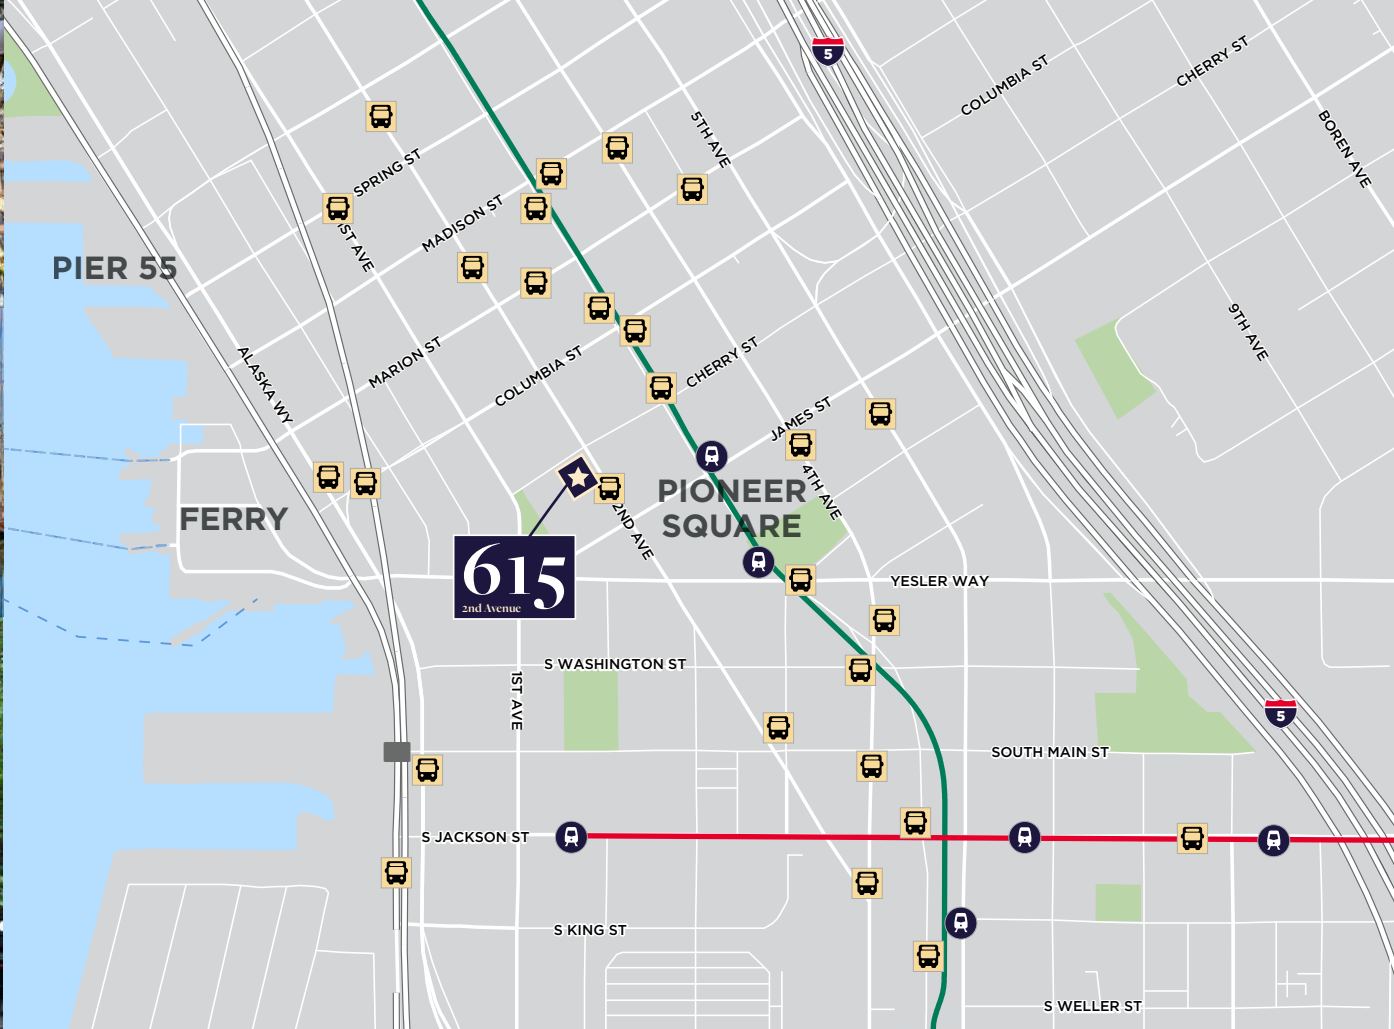 5
COLUMBIA ST
CHERRY ST
BOREN AVE
5TH AVE
SPRING ST
MADISON ST
1ST AVE
PIER 55
9TH AVE
ALASKA WY
MARION ST
COLUMBIA ST
CHERRY ST
JAMES ST
4TH AVE
PIONEER
SQUARE
FERRY
2ND AVE
615
2nd Avenue
YESLER WAY
S WASHINGTON ST
1ST AVE
5
SOUTH MAIN ST
S JACKSON ST
S KING ST
S WELLER ST